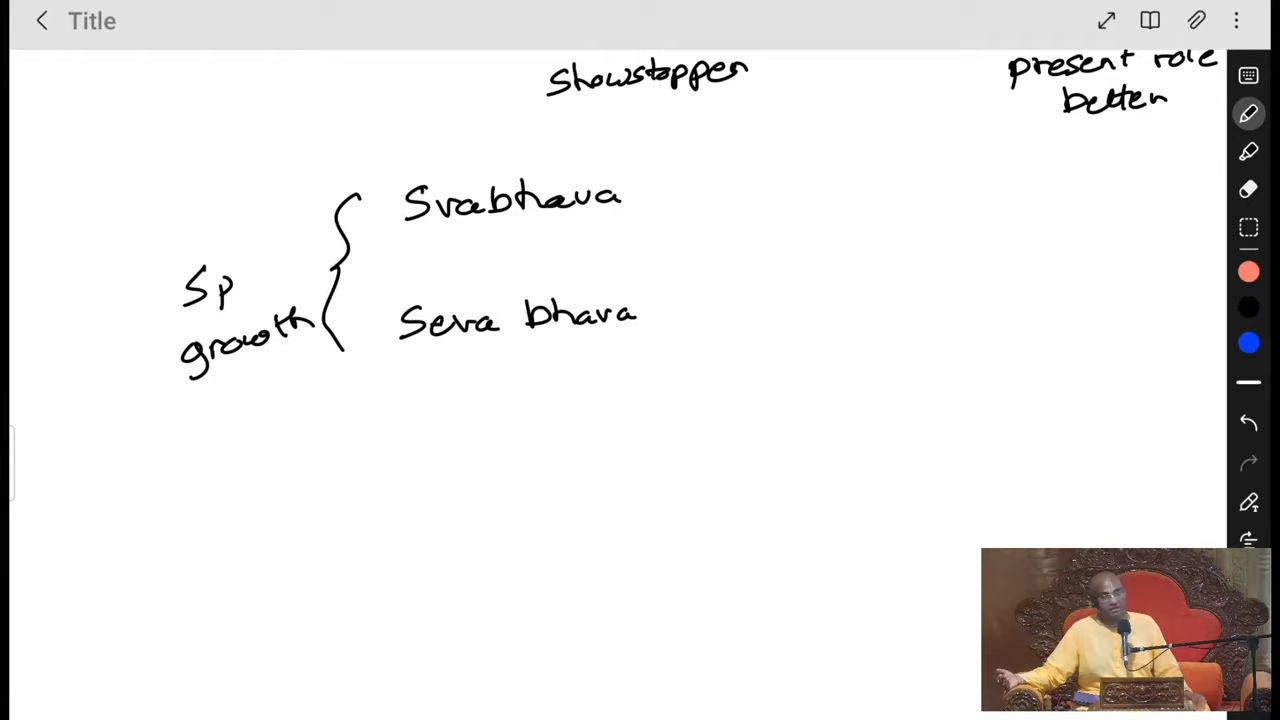 Title
showstopper
present role
better
Svabhava
Sp
growth
Seva bhava